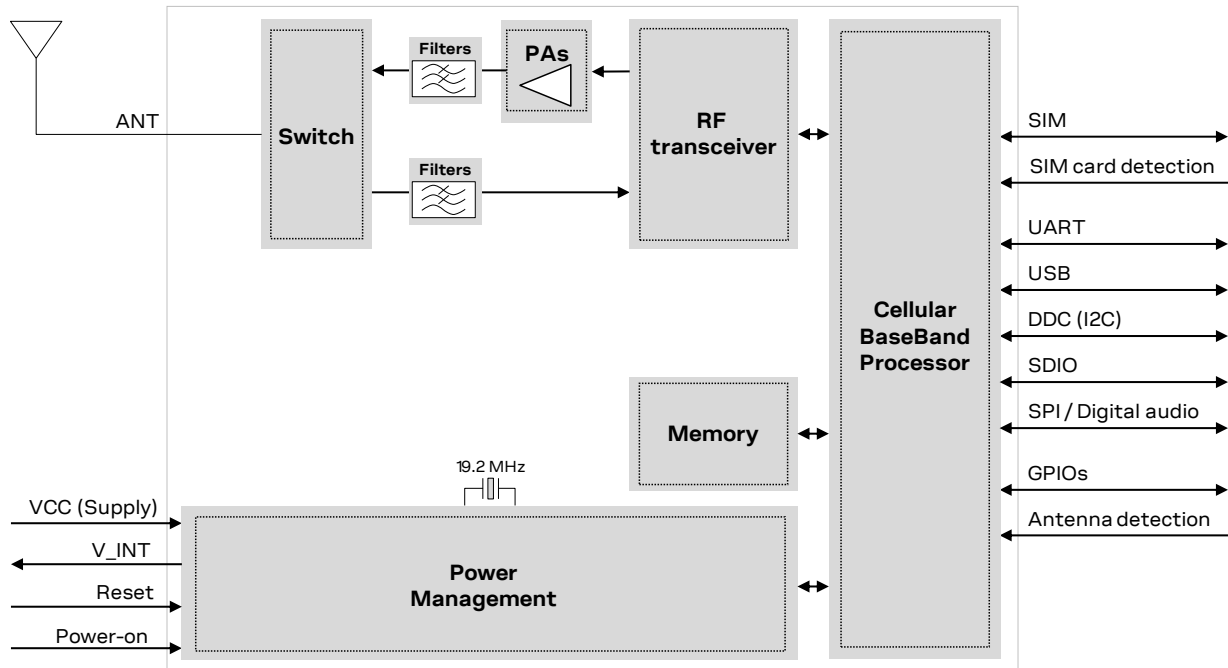 Filters
PAs
Filters
ANT
Switch
RF
transceiver
SIM
SIM card detection
UART
USB
DDC (I2C)
SDIO
SPI / Digital audio
GPIOs
Antenna detection
Cellular
BaseBand
Processor
Memory
19.2 MHz
VCC (Supply)
V_INT
Reset
Power-on
Power
Management